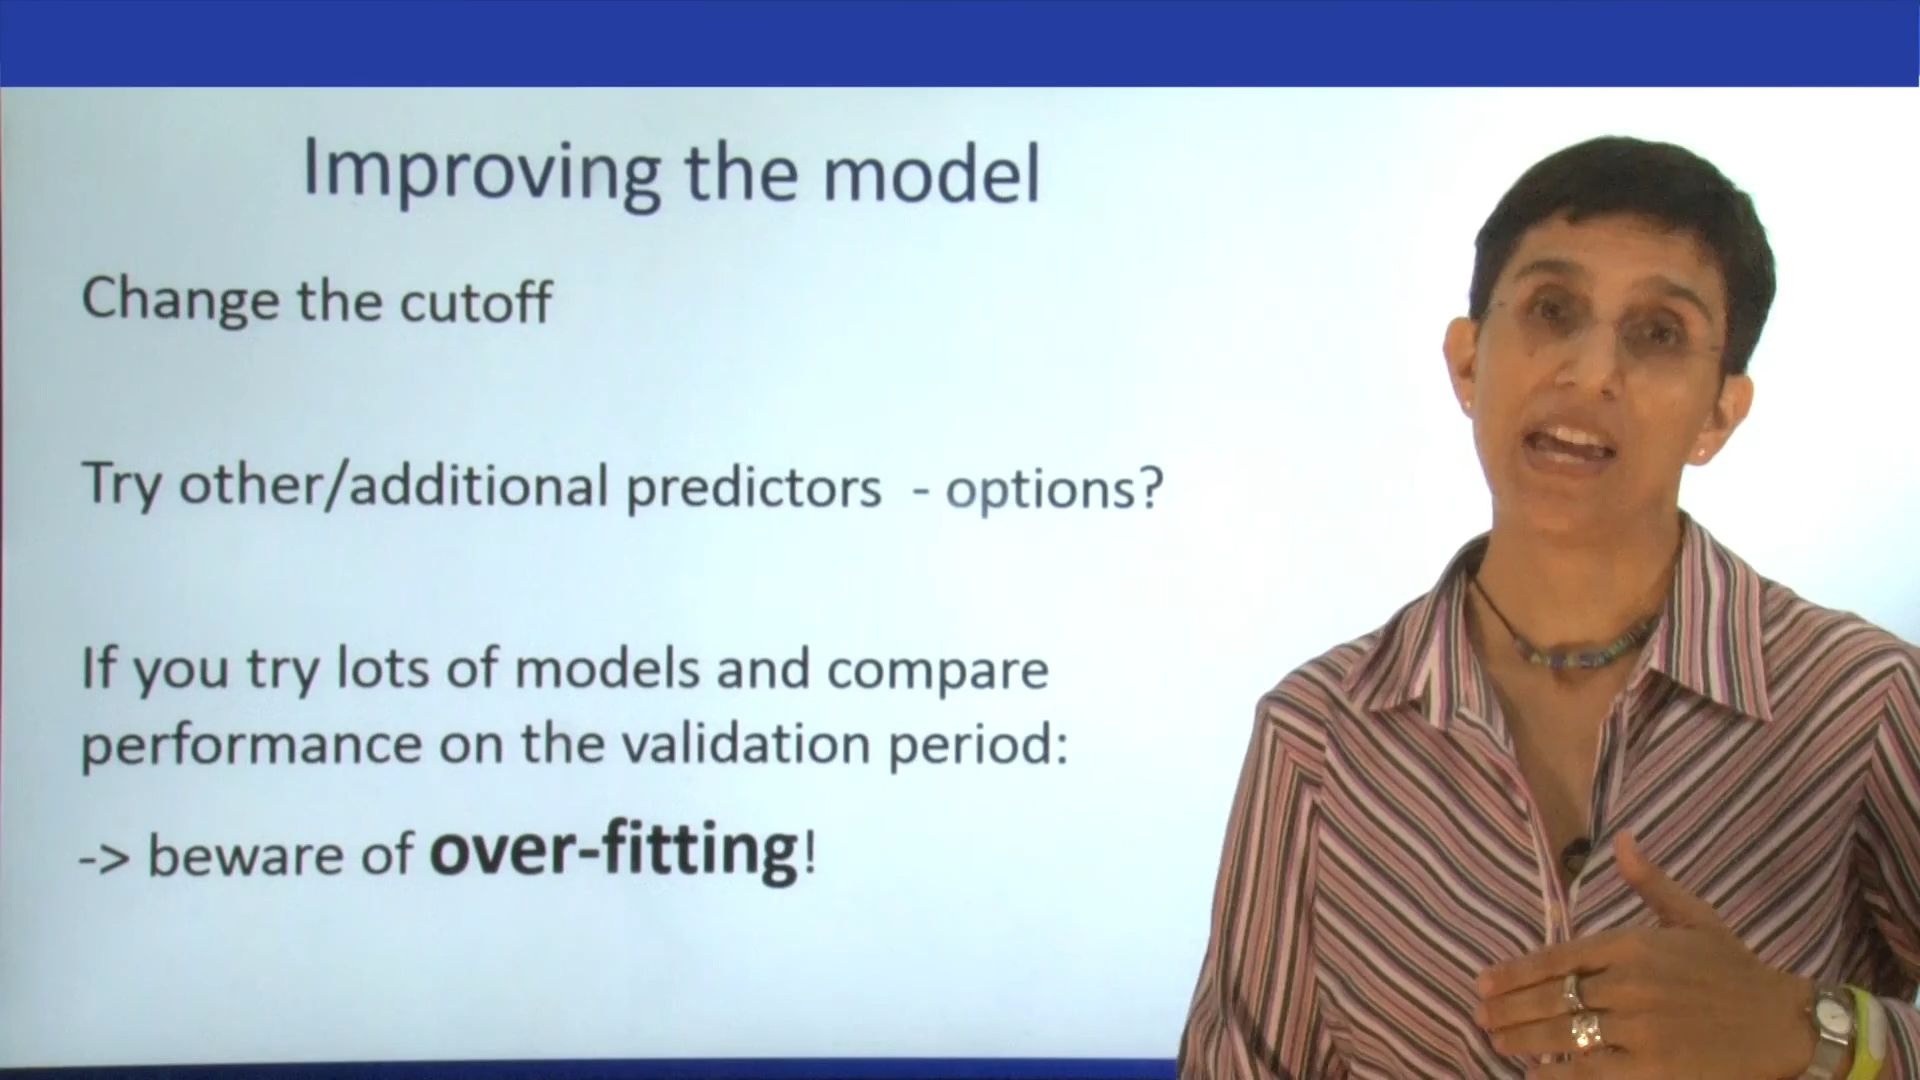 Improving the model
Change the cutoff
Try other/additional predictors - options?
If you try lots of models and compare
performance on the validation period:
-> beware of over-fitting!